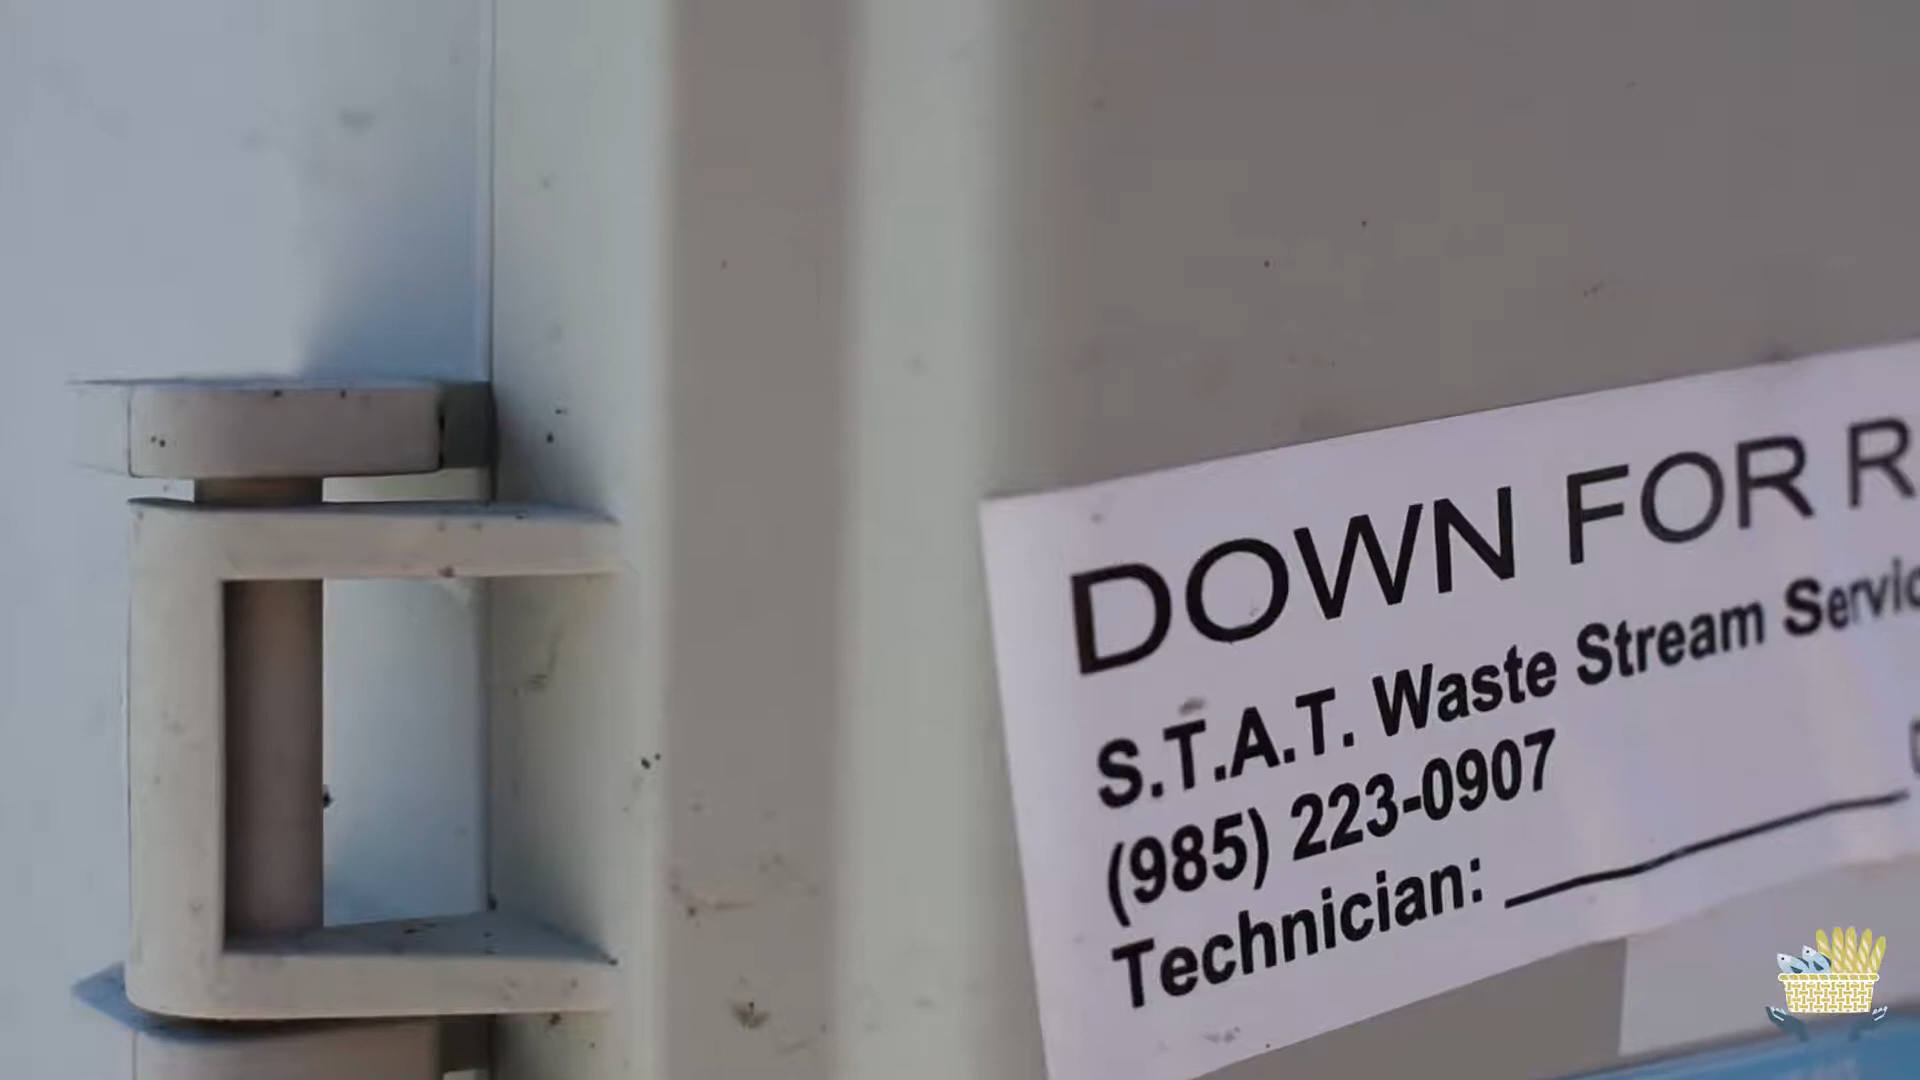 DOWN FOR R
S.T.A.T. Waste Stream Servic
(985) 223-0907
Technician: